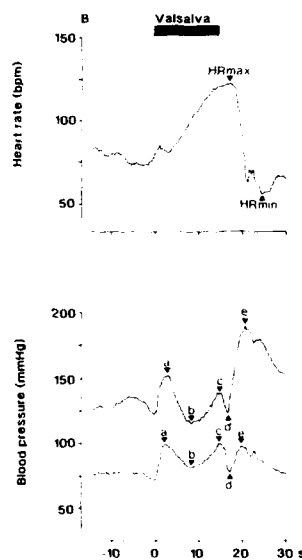 B
Valsalva
150
HRmax
Heart rate (bpm)
100
50
HRmin
200
e
Blood pressure (mmHg)
150
a
c
b
d
100
a
c
e
b
d
50
-10 0 10 20 30 s